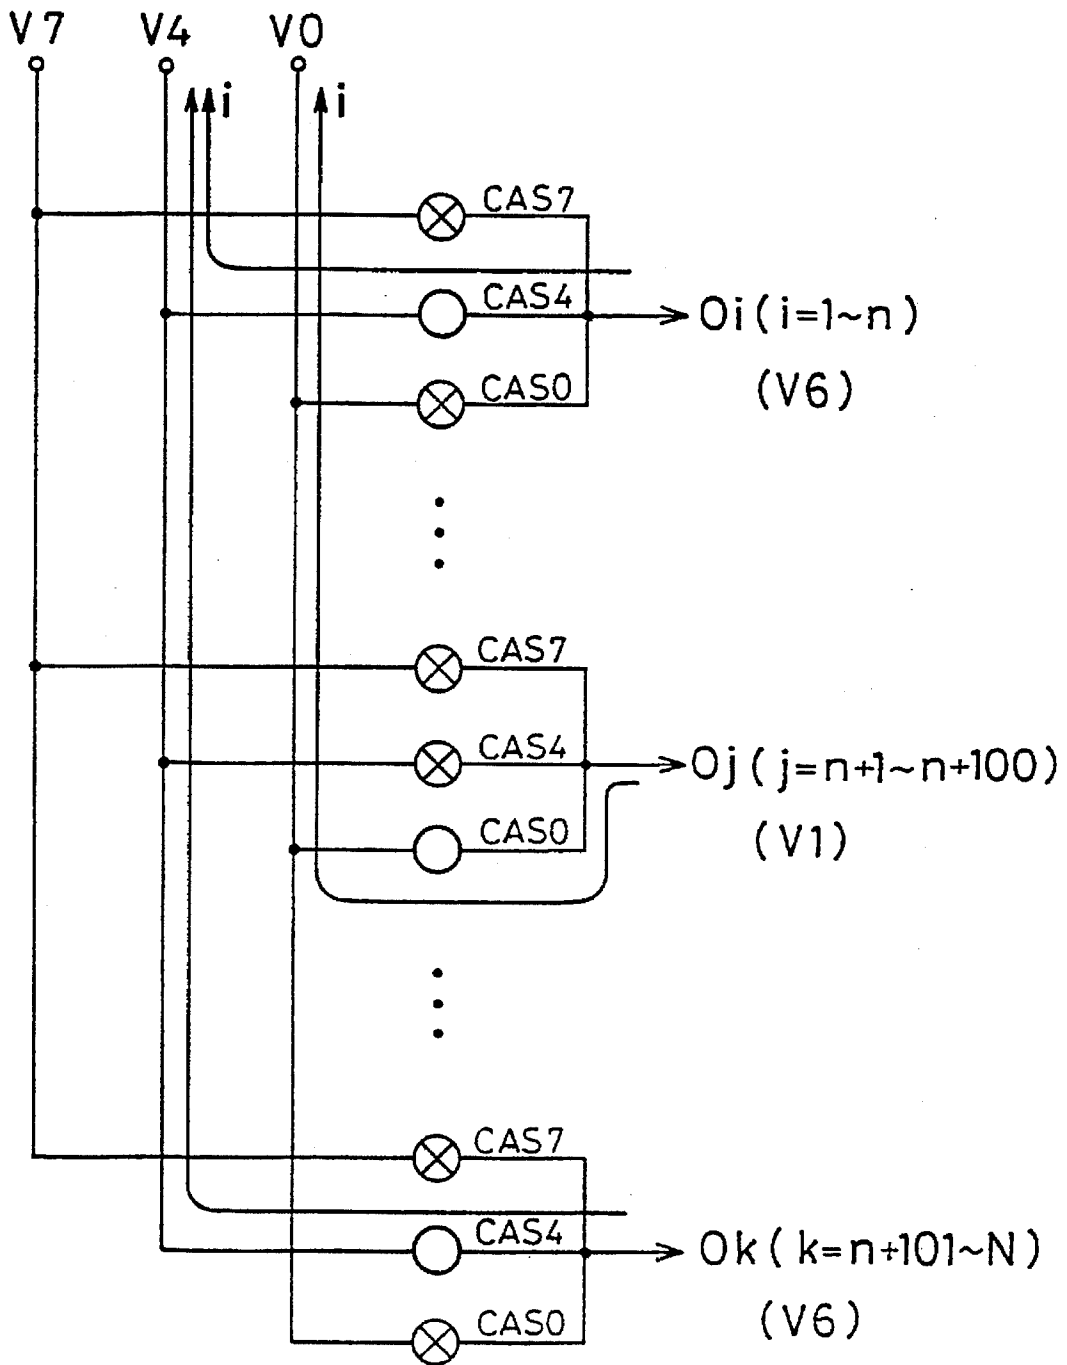 V7 V4 V0
i i
CAS7
CAS4
Oi(i=1~n)
CAS0
(V6)
CAS7
CAS4
Oj(j=n+1~n+100)
CAS0
(V1)
CAS7
CAS4
Ok(k=n+101~N)
CAS0
(V6)